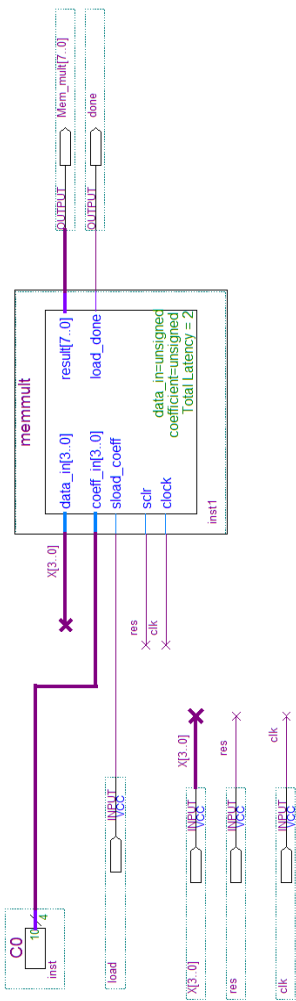 C0
10
4
inst
load
INPUT
VCC
X[3..0]
res
clk
memmult
data_in[3..0]
coeff_in[3..0]
sload_coeff
sclr
clock
result[7..0]
load_done
data_in=unsigned
coefficient=unsigned
Total Latency = 2
inst1
OUTPUT
Mem_mult[7..0]
OUTPUT
done
X[3..0]
INPUT
VCC
X[3..0]
res
INPUT
VCC
res
clk
INPUT
VCC
clk